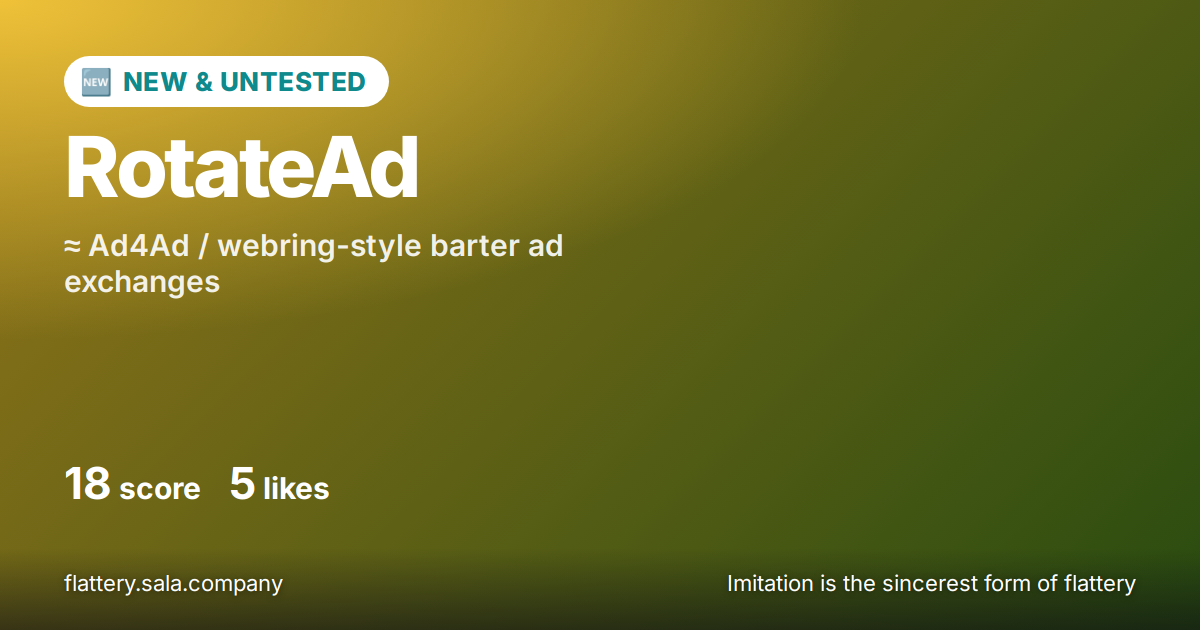 🆕 NEW & UNTESTED
RotateAd
≈ Ad4Ad / webring-style barter ad
exchanges
18 score 5 likes
flattery.sala.company
Imitation is the sincerest form of flattery